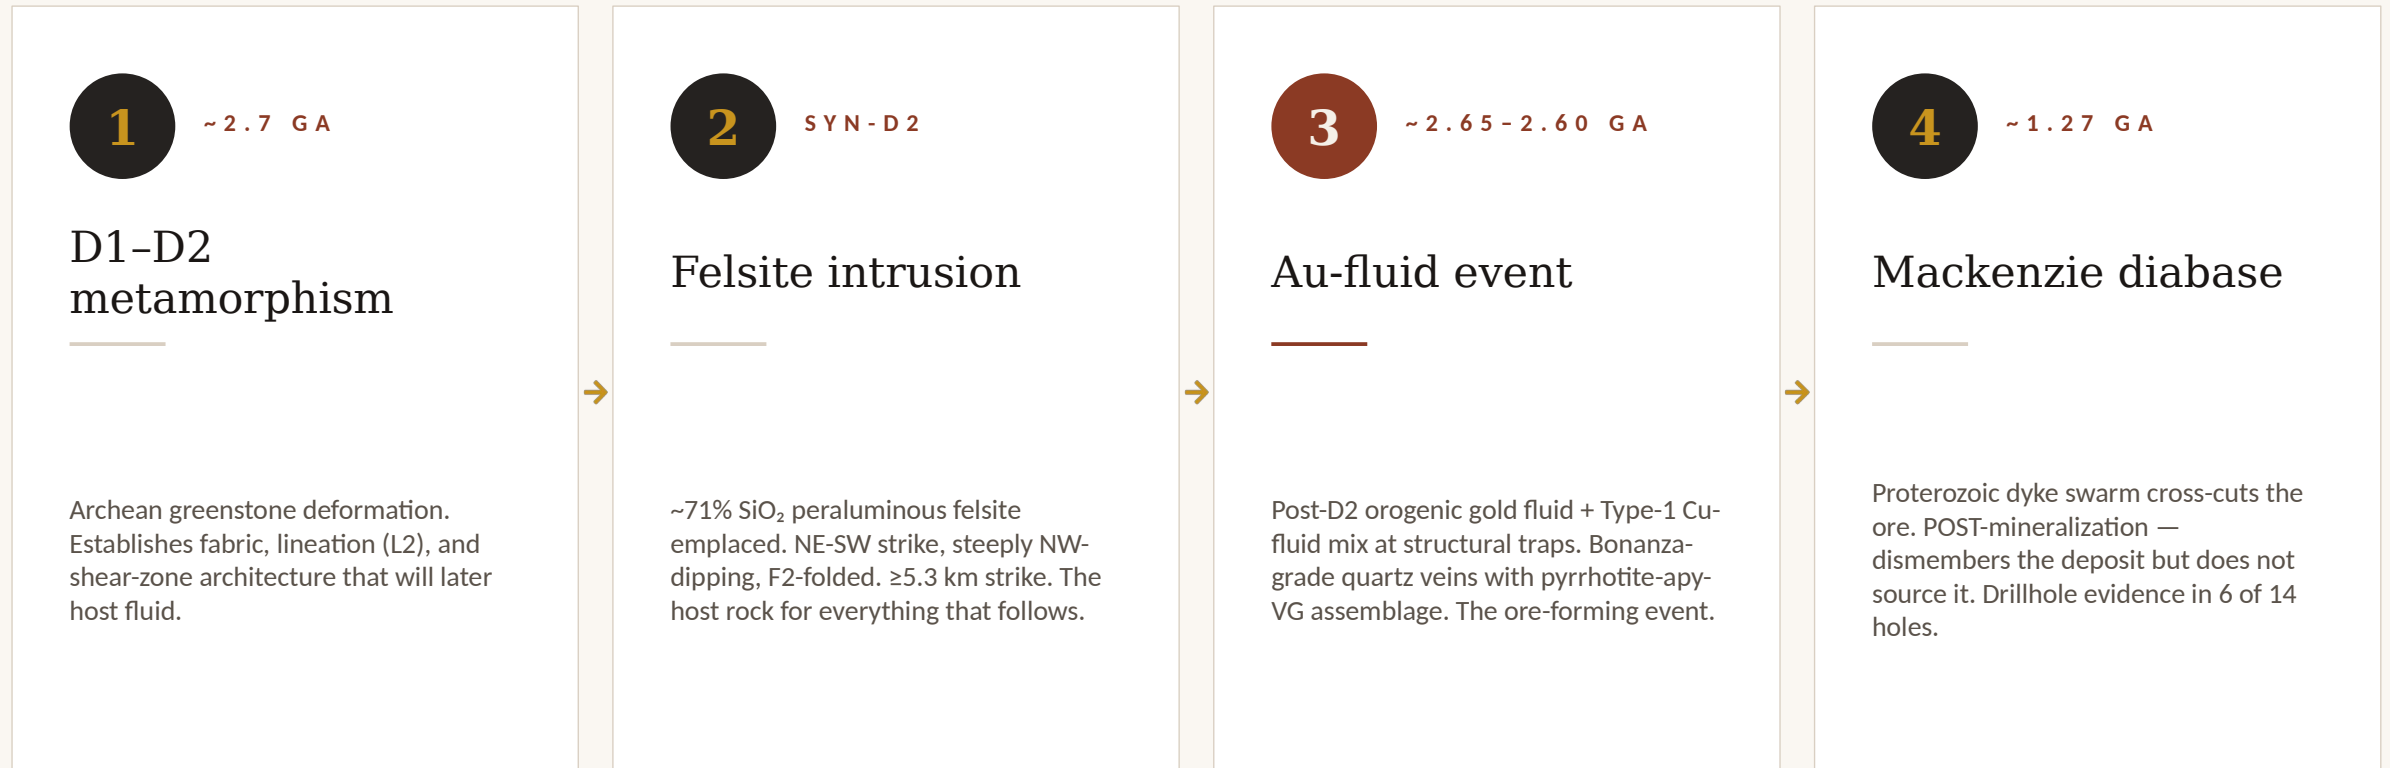 1
~2.7 GA
D1–D2
metamorphism
Archean greenstone deformation.
Establishes fabric, lineation (L2), and
shear-zone architecture that will later
host fluid.
2
SYN-D2
Felsite intrusion
~71% SiO₂ peraluminous felsite
emplaced. NE-SW strike, steeply NW-
dipping, F2-folded. ≥5.3 km strike. The
host rock for everything that follows.
3
~2.65–2.60 GA
Au-fluid event
Post-D2 orogenic gold fluid + Type-1 Cu-
fluid mix at structural traps. Bonanza-
grade quartz veins with pyrrhotite-apy-
VG assemblage. The ore-forming event.
4
~1.27 GA
Mackenzie diabase
Proterozoic dyke swarm cross-cuts the
ore. POST-mineralization —
dismembers the deposit but does not
source it. Drillhole evidence in 6 of 14
holes.